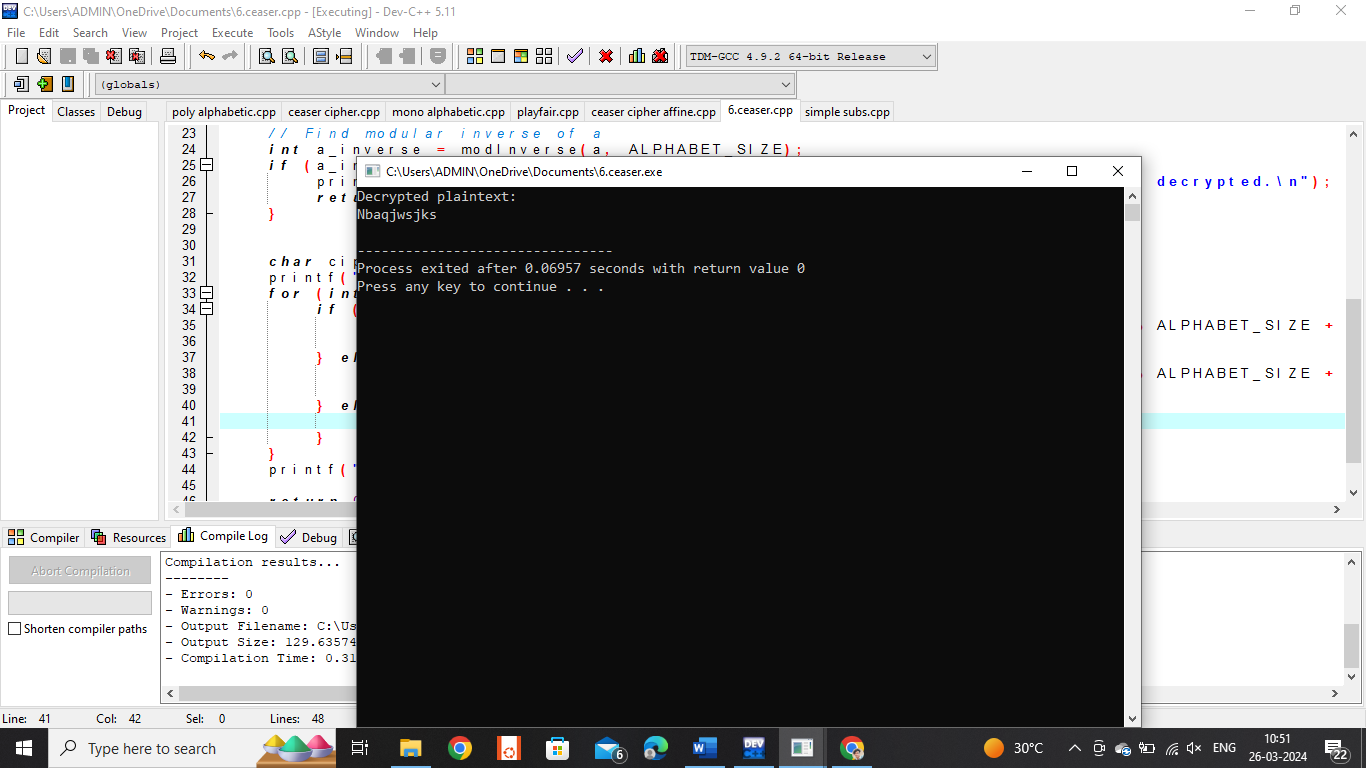 C:\Users\ADMIN\OneDrive\Documents\6.ceaser.cpp - [Executing] - Dev-C++ 5.11
File Edit Search View Project Execute Tools AStyle Window Help
TDM-GCC 4.9.2 64-bit Release
(globals)
Project Classes Debug
poly alphabetic.cpp ceaser cipher.cpp mono alphabetic.cpp playfair.cpp ceaser cipher affine.cpp 6.ceaser.cpp simple subs.cpp
23 // Find modular inverse of a
24 int a_inverse = modInverse(a, ALPHABET_SIZE);
25 if (a_in
26 prin decrypted.\n");
27 retu
28 }
29
30
31 char cip
32 printf("
33 for (int
34 if (
35 ALPHABET_SIZE +
36
37 } el
38 ALPHABET_SIZE +
39
40 } el
41
42 }
43 }
44 printf("
45
46 return
C:\Users\ADMIN\OneDrive\Documents\6.ceaser.exe
Decrypted plaintext:
Nbaqjwsjks
--------------------------------
Process exited after 0.06957 seconds with return value 0
Press any key to continue . . .
Compiler Resources Compile Log Debug
Abort Compilation
Shorten compiler paths
Compilation results...
--------
- Errors: 0
- Warnings: 0
- Output Filename: C:\Us
- Output Size: 129.63574
- Compilation Time: 0.31
Line: 41 Col: 42 Sel: 0 Lines: 48
Type here to search
DEV
6
30°C
ENG
10:51
26-03-2024
22